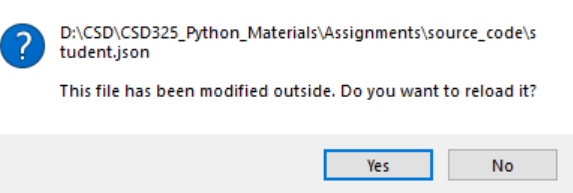 D:\CSD\CSD325_Python_Materials\Assignments\source_code\s
tudent.json
This file has been modified outside. Do you want to reload it?
Yes
No